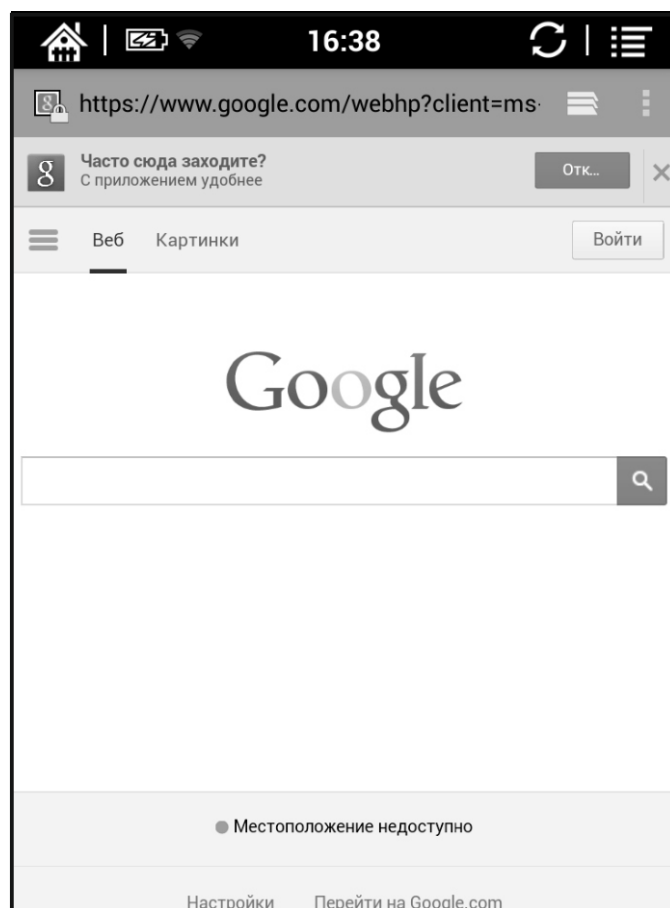 16:38
https://www.google.com/webhp?client=ms-
Часто сюда заходите?
С приложением удобнее
Отк...
Веб Картинки
Войти
Google
Местоположение недоступно
Настройки Перейти на Google.com